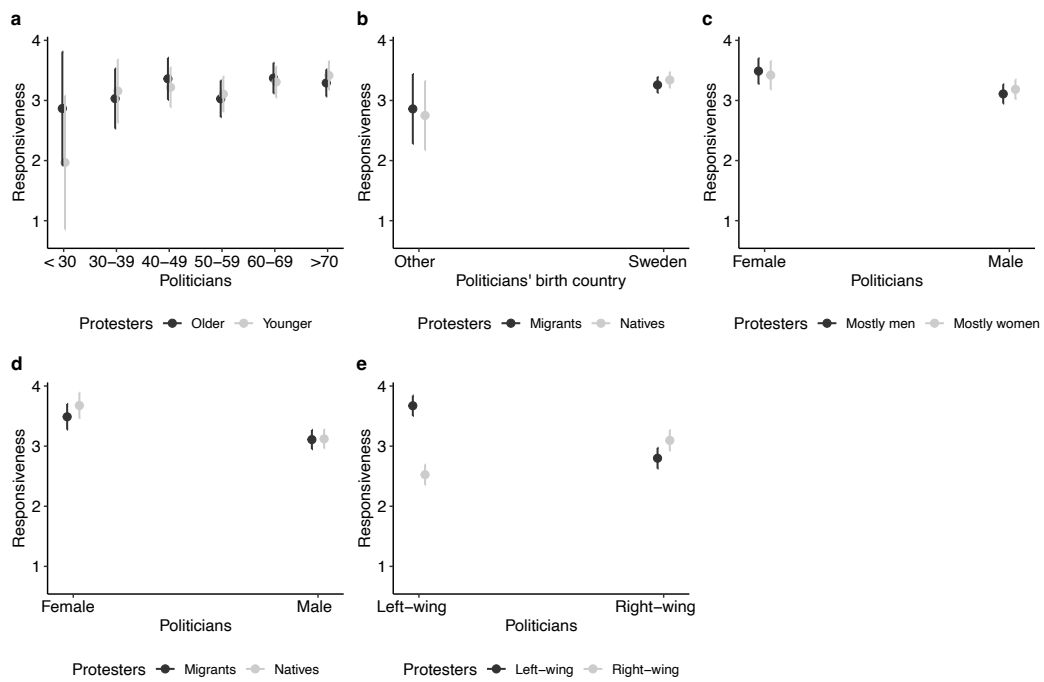 a
Responsiveness
4
3
2
1
< 30 30–39 40–49 50–59 60–69 >70
Politicians
Protesters Older Younger
b
Responsiveness
4
3
2
1
Other Sweden
Politicians' birth country
Protesters Migrants Natives
c
Responsiveness
4
3
2
1
Female Male
Politicians
Protesters Mostly men Mostly women
d
Responsiveness
4
3
2
1
Female Male
Politicians
Protesters Migrants Natives
e
Responsiveness
4
3
2
1
Left–wing Right–wing
Politicians
Protesters Left–wing Right–wing